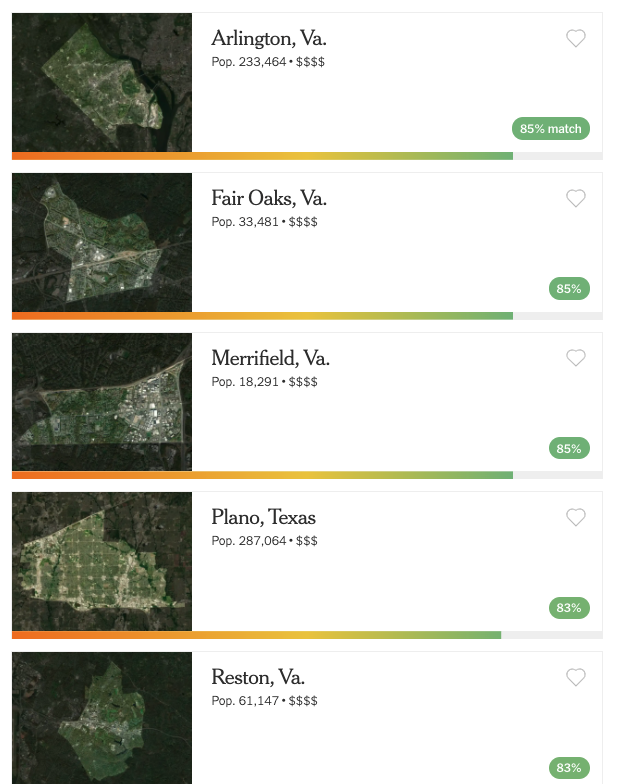 Arlington, Va.
Pop. 233,464 • $$$$
85% match
Fair Oaks, Va.
Pop. 33,481 • $$$$
85%
Merrifield, Va.
Pop. 18,291 • $$$$
85%
Plano, Texas
Pop. 287,064 • $$$
83%
Reston, Va.
Pop. 61,147 • $$$$
83%